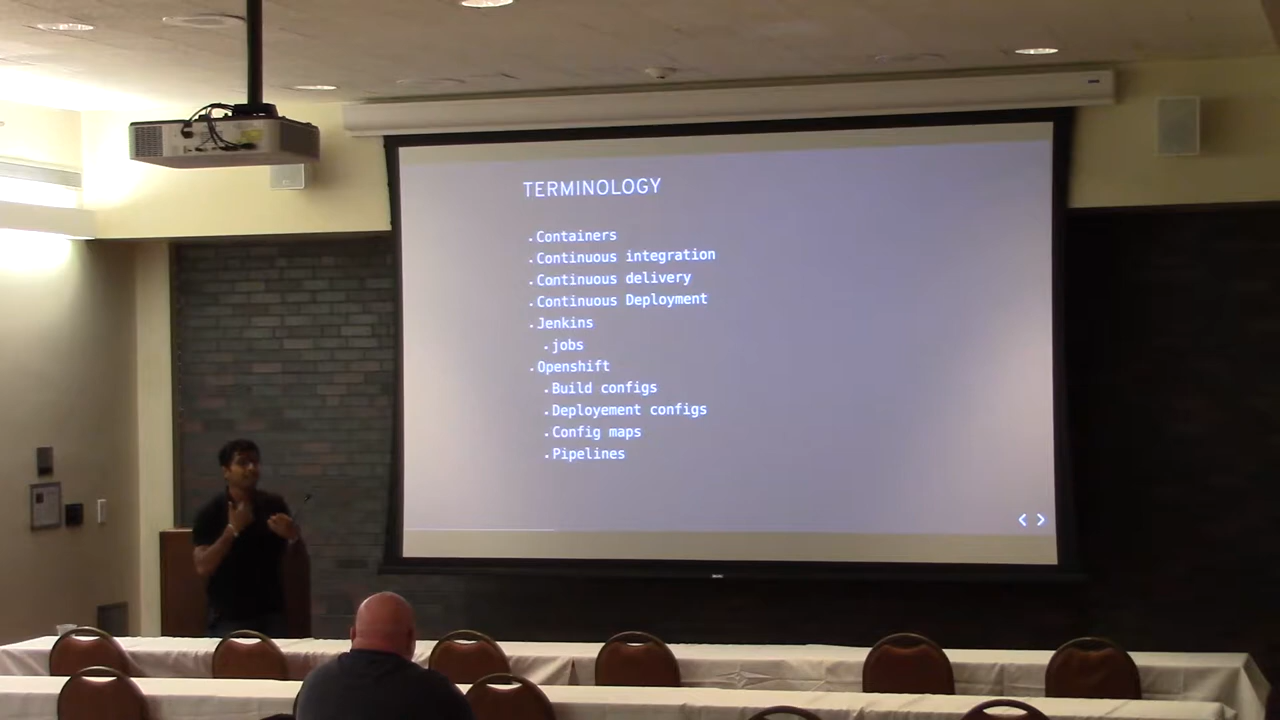 TERMINOLOGY
Containers
Continuous integration
Continuous delivery
Continuous Deployment
Jenkins
jobs
Openshift
Build configs
Deployement configs
Config maps
Pipelines